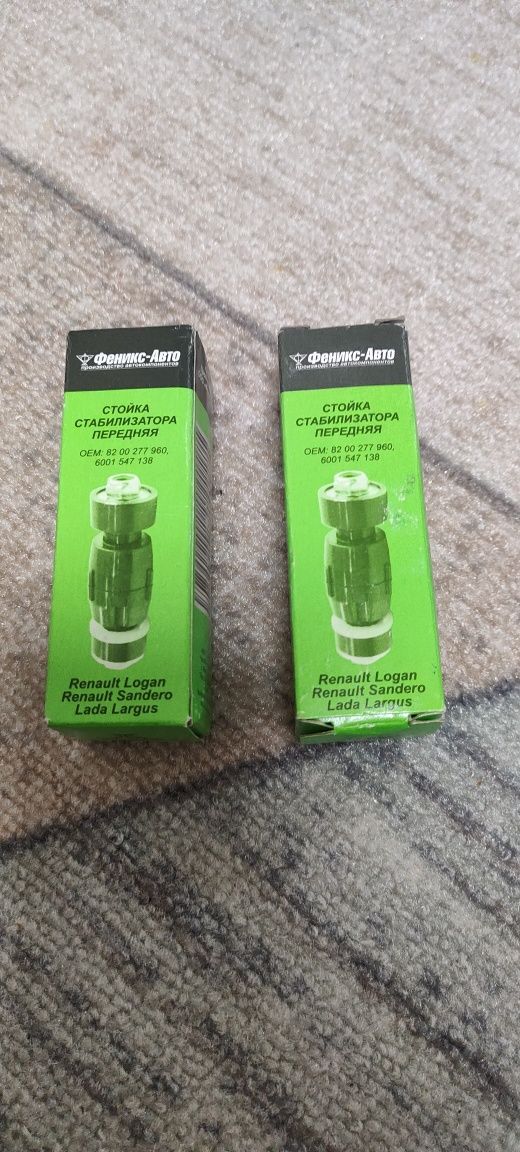 Феникс-Авто
производство автокомпонентов
СТОЙКА
СТАБИЛИЗАТОРА
ПЕРЕДНЯЯ
OEM: 82 00 277 960,
6001 547 138
Renault Logan
Renault Sandero
Lada Largus
Феникс-Авто
производство автокомпонентов
СТОЙКА
СТАБИЛИЗАТОРА
ПЕРЕДНЯЯ
OEM: 82 00 277 960,
6001 547 138
Renault Logan
Renault Sandero
Lada Largus